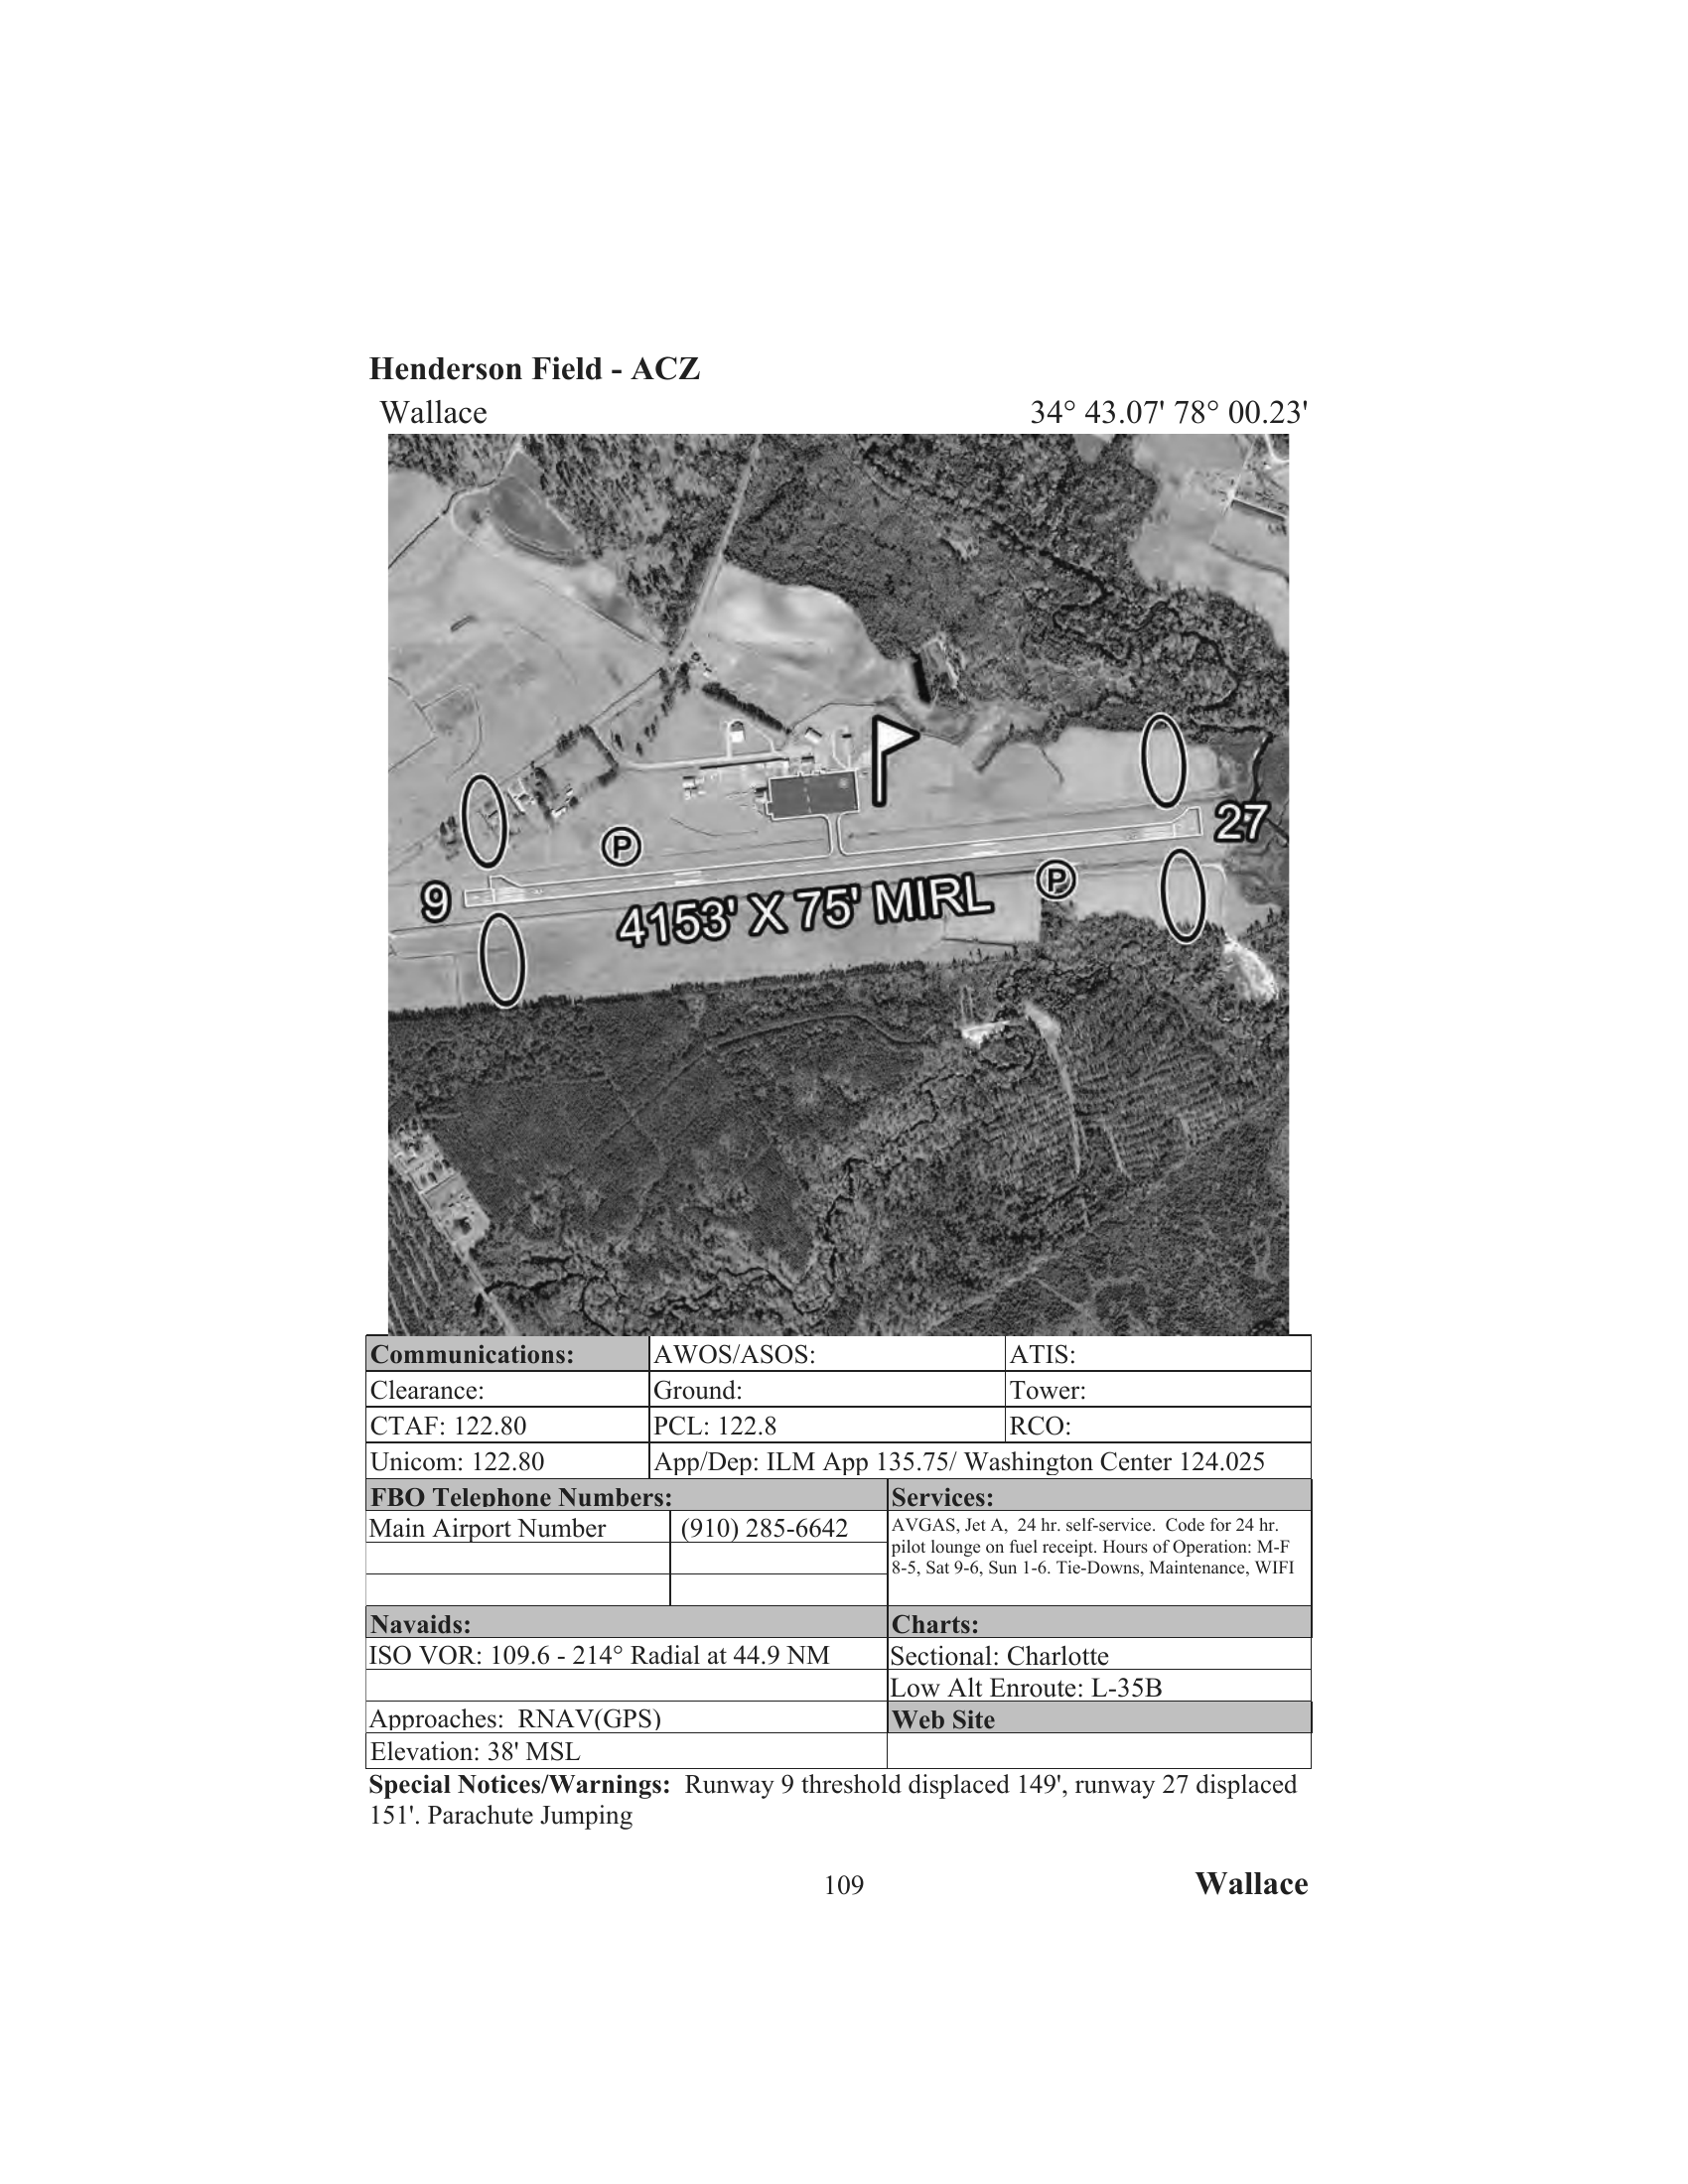 Henderson Field - ACZ
Wallace 34° 43.07' 78° 00.23'
27
P
P
9
4153' X 75' MIRL
Communications: AWOS/ASOS: ATIS:
Clearance: Ground: Tower:
CTAF: 122.80 PCL: 122.8 RCO:
Unicom: 122.80 App/Dep: ILM App 135.75/ Washington Center 124.025
FBO Telephone Numbers: Services:
Main Airport Number (910) 285-6642
AVGAS, Jet A, 24 hr. self-service. Code for 24 hr.
pilot lounge on fuel receipt. Hours of Operation: M-F
8-5, Sat 9-6, Sun 1-6. Tie-Downs, Maintenance, WIFI
Navaids: Charts:
ISO VOR: 109.6 - 214° Radial at 44.9 NM Sectional: Charlotte
Low Alt Enroute: L-35B
Approaches: RNAV(GPS) Web Site
Elevation: 38' MSL
Special Notices/Warnings: Runway 9 threshold displaced 149', runway 27 displaced
151'. Parachute Jumping
109 Wallace